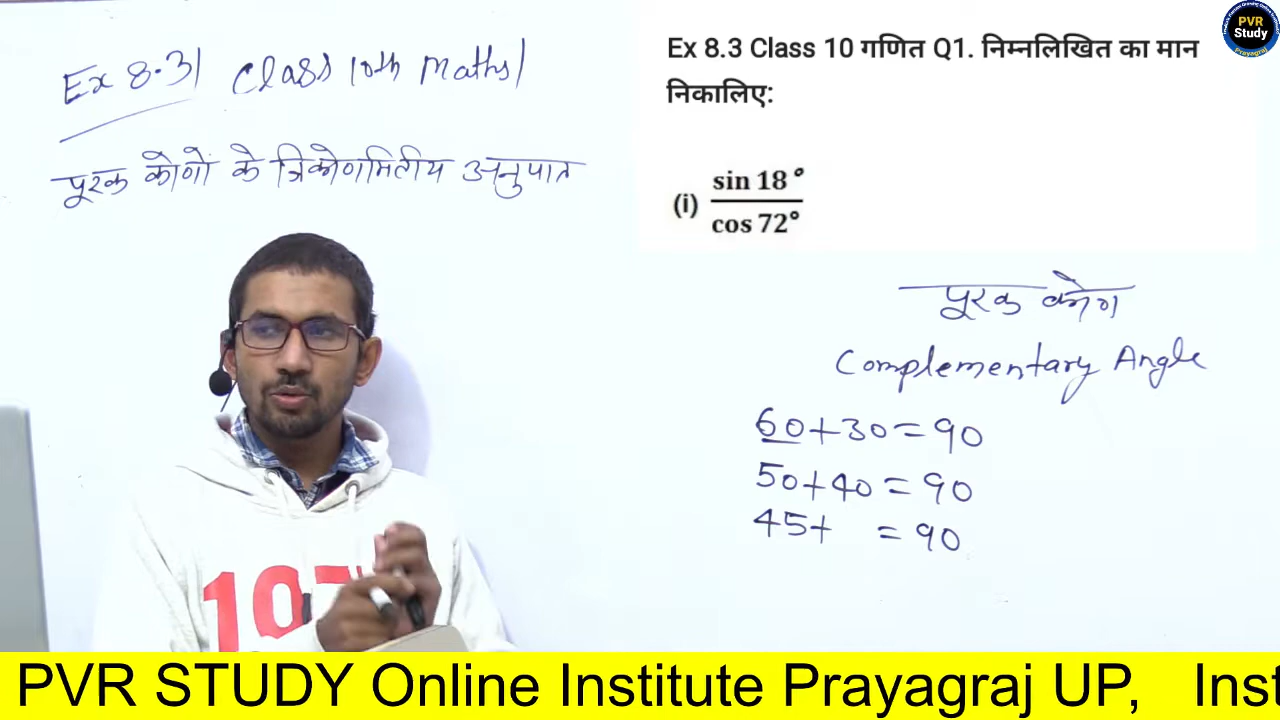 Ex 8.3| Class 10th Maths|
पूरक कोणों के त्रिकोणमितीय अनुपात
Ex 8.3 Class 10 गणित Q1. निम्नलिखित का मान
निकालिए:
(i) sin 18°
cos 72°
पूरक कोण
Complementary Angle
60+30=90
50+40=90
45+ =90
107
PVR
Study
Prayagraj
PVR STUDY Online Institute Prayagraj UP, Inst